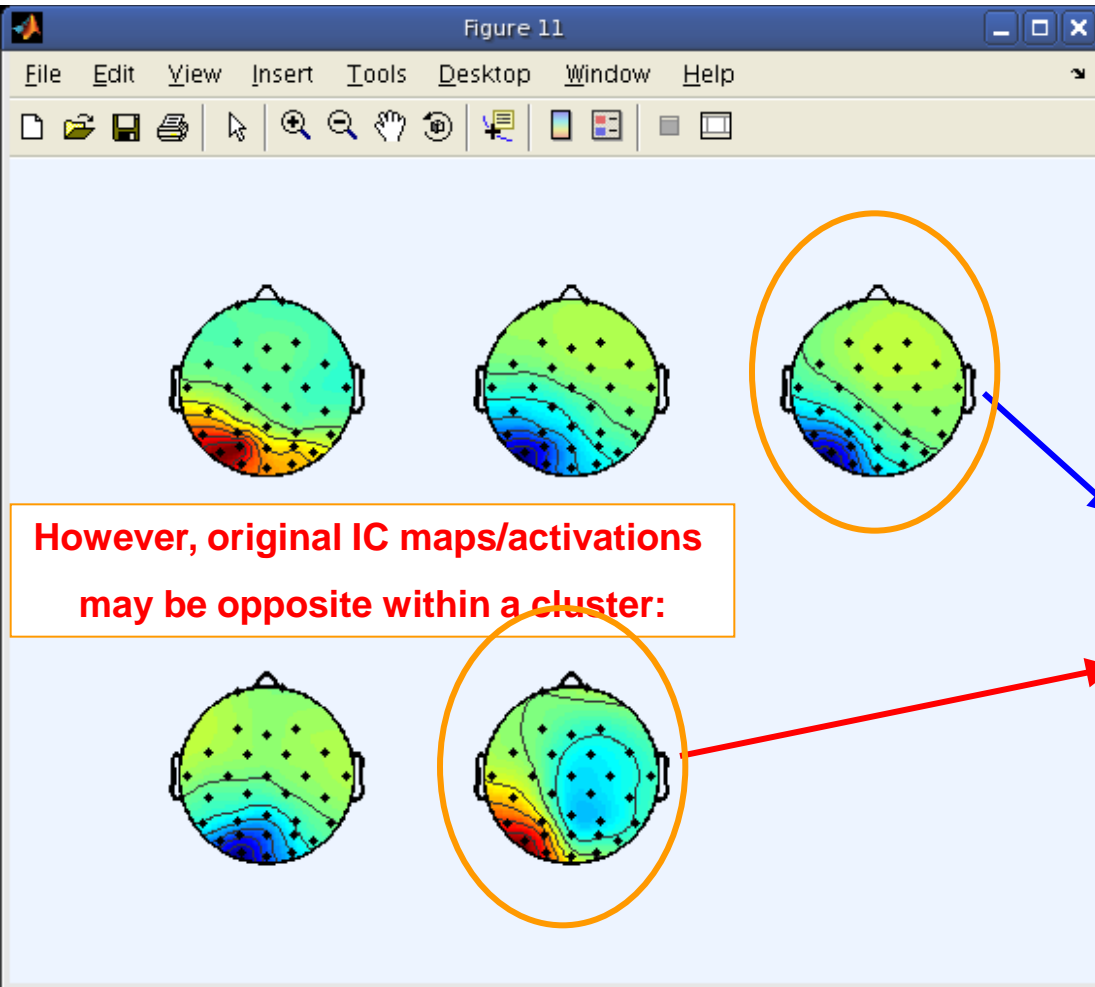 Figure 11
File Edit View Insert Tools Desktop Window Help
However, original IC maps/activations
may be opposite within a cluster: